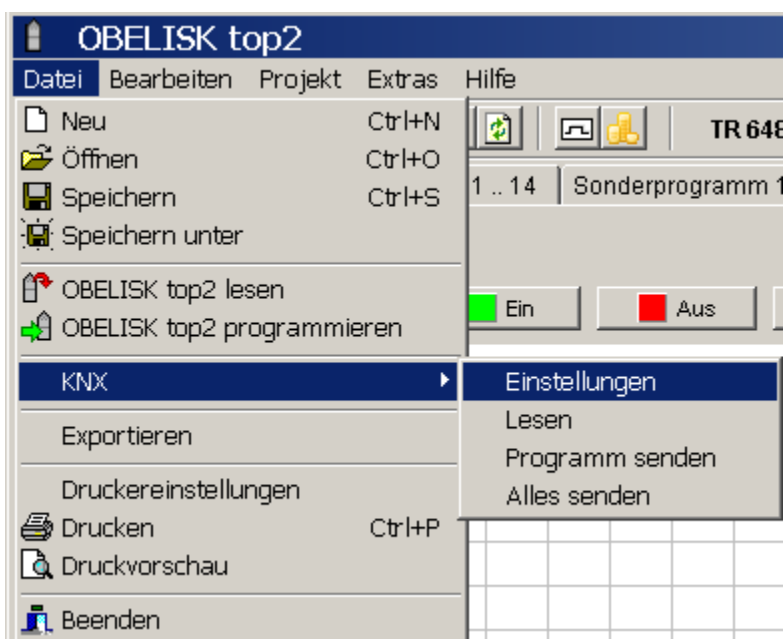 OBELISK top2
Datei Bearbeiten Projekt Extras Hilfe
Neu Ctrl+N
TR 648
Öffnen Ctrl+O
Speichern Ctrl+S
1 .. 14 Sonderprogramm 1
Speichern unter
OBELISK top2 lesen
Ein Aus
OBELISK top2 programmieren
KNX
Einstellungen
Lesen
Programm senden
Alles senden
Exportieren
Druckereinstellungen
Drucken Ctrl+P
Druckvorschau
Beenden